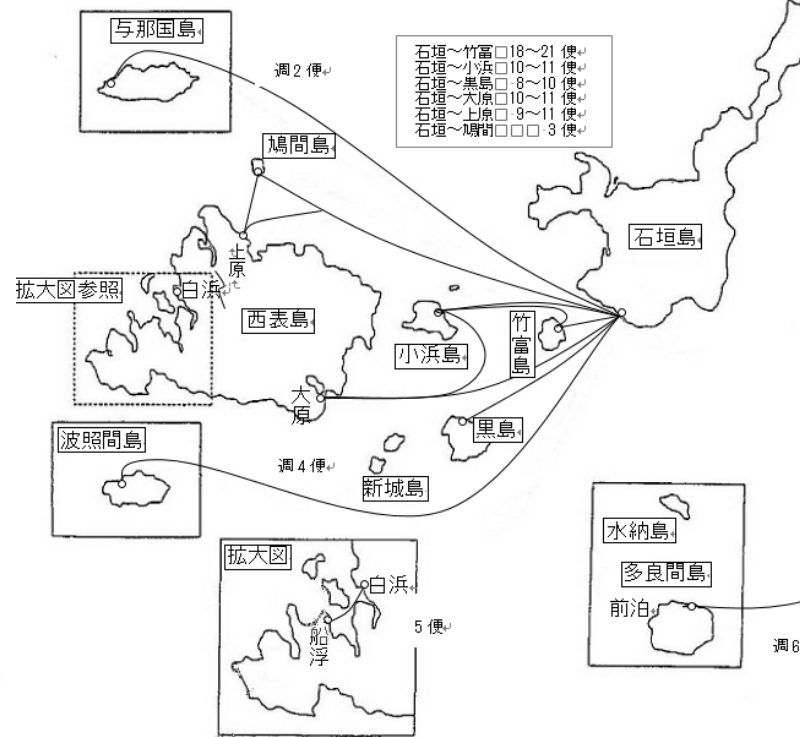 与那国島
週2便
石垣~竹冨□18~21便
石垣~小浜□10~11便
石垣~黒島□8~10便
石垣~大原□10~11便
石垣~上原□9~11便
石垣~鳩間□□□3便
鳩間島
石垣島
上原
拡大図参照
白浜
西表島
竹富島
小浜島
大原
黒島
波照間島
週4便
新城島
水納島
拡大図
多良間島
白浜
前泊
船浮
5便
週6